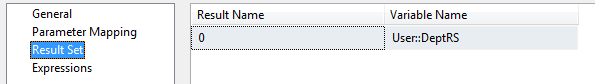 General
Parameter Mapping
Result Set
Expressions
Result Name Variable Name
0 User::DeptRS